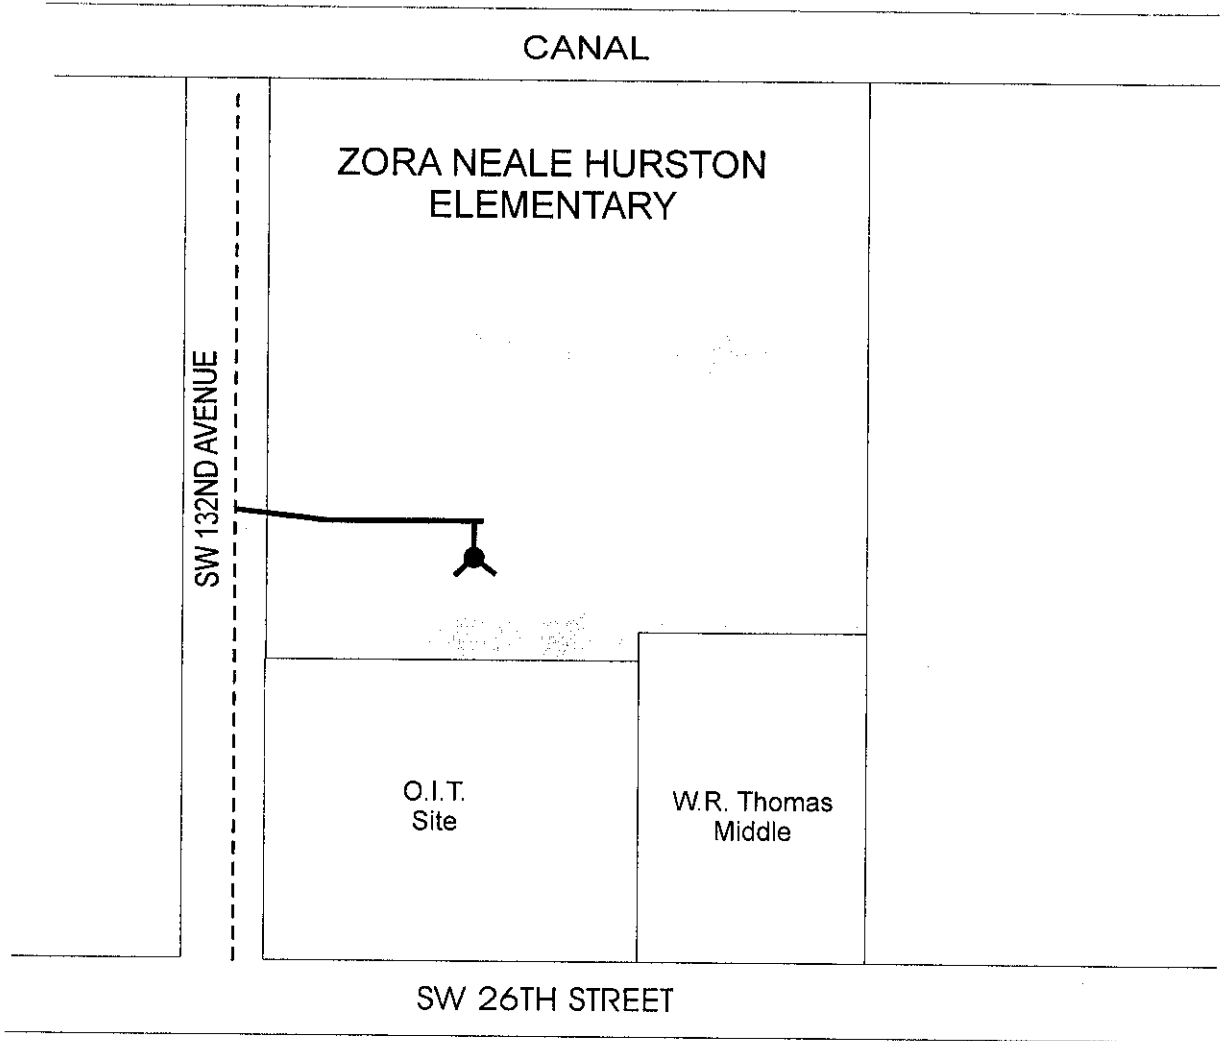 CANAL
ZORA NEALE HURSTON
ELEMENTARY
SW 132ND AVENUE
O.I.T.
Site
W.R. Thomas
Middle
SW 26TH STREET